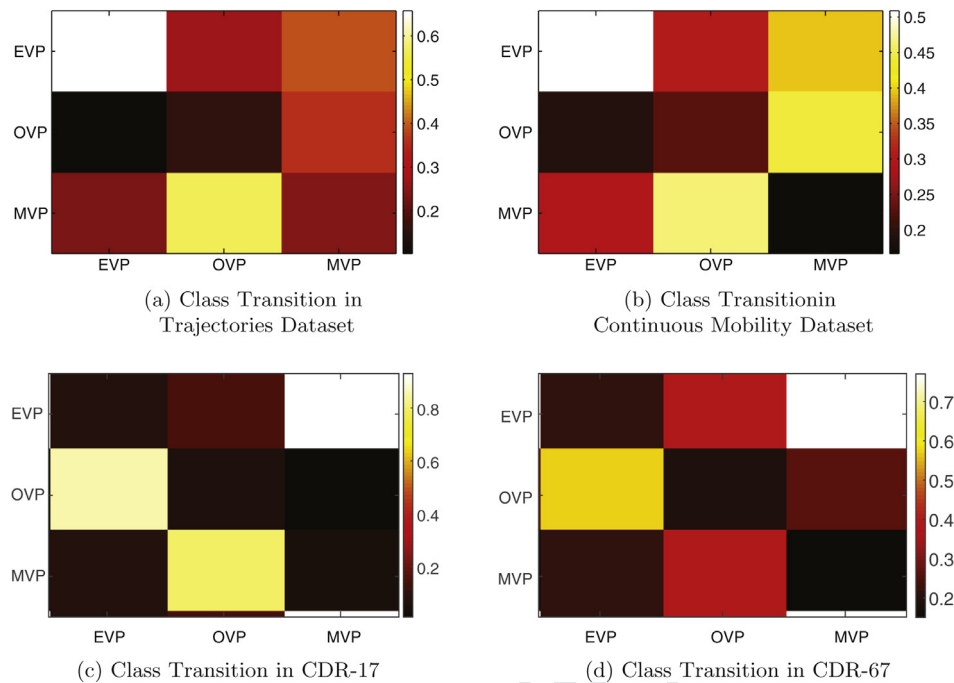 EVP
OVP
MVP
EVP OVP MVP
0.6
0.5
0.4
0.3
0.2
(a) Class Transition in
Trajectories Dataset
EVP
OVP
MVP
EVP OVP MVP
0.5
0.45
0.4
0.35
0.3
0.25
0.2
(b) Class Transitionin
Continuous Mobility Dataset
EVP
OVP
MVP
EVP OVP MVP
0.8
0.6
0.4
0.2
(c) Class Transition in CDR-17
EVP
OVP
MVP
EVP OVP MVP
0.7
0.6
0.5
0.4
0.3
0.2
(d) Class Transition in CDR-67